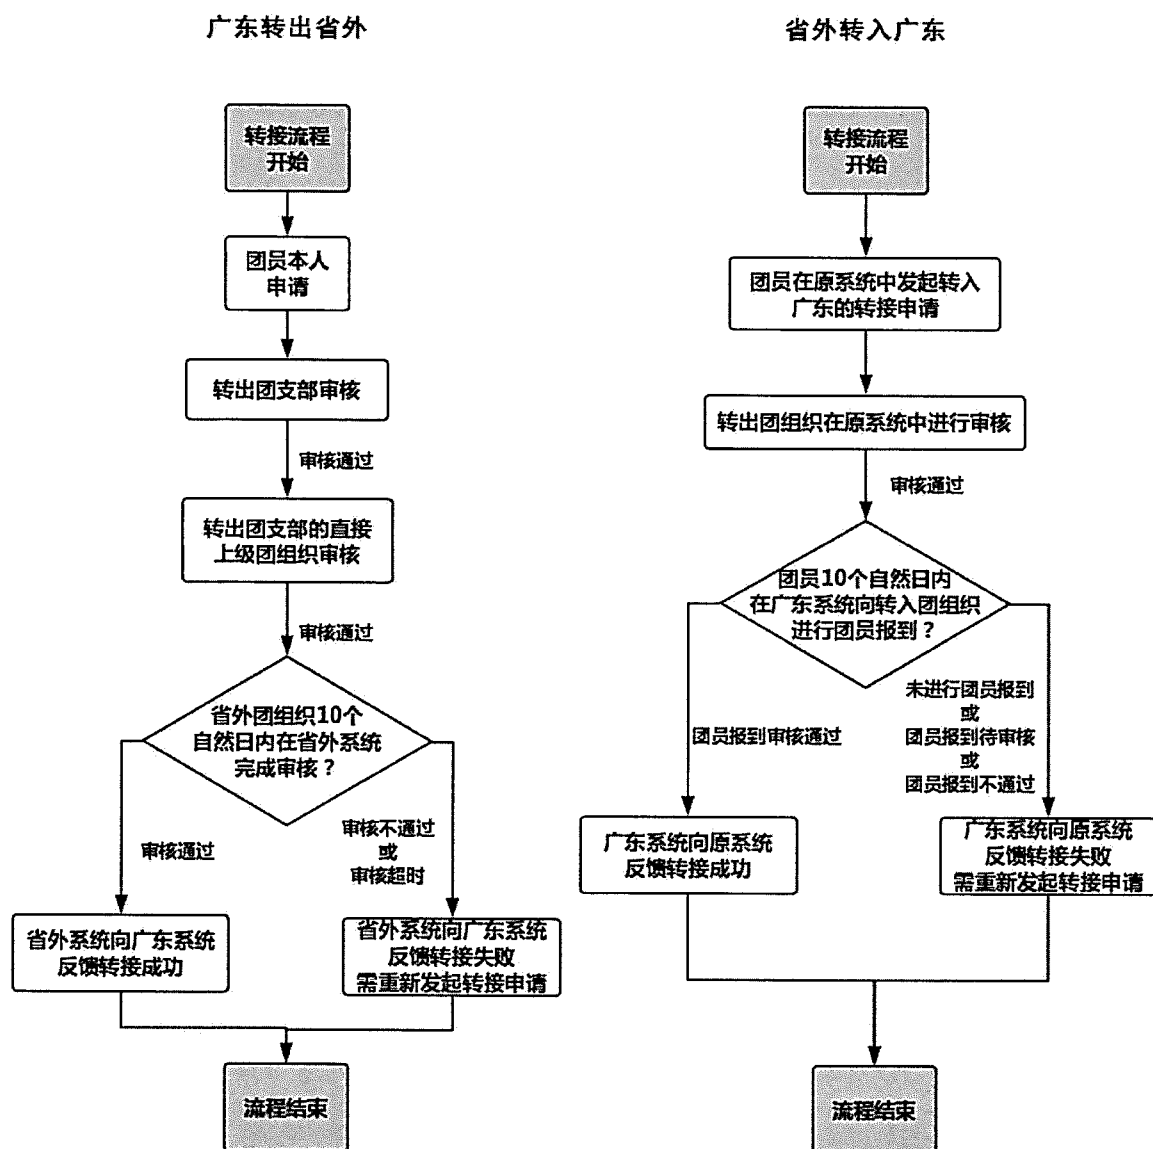 广东转出省外
转接流程
开始
团员本人
申请
转出团支部审核
审核通过
转出团支部的直接
上级团组织审核
审核通过
省外团组织10个
自然日内在省外系统
完成审核？
审核通过
审核不通过
或
审核超时
省外系统向广东系统
反馈转接成功
省外系统向广东系统
反馈转接失败
需重新发起转接申请
流程结束
省外转入广东
转接流程
开始
团员在原系统中发起转入
广东的转接申请
转出团组织在原系统中进行审核
审核通过
团员10个自然日内
在广东系统向转入团组织
进行团员报到？
团员报到审核通过
未进行团员报到
或
团员报到待审核
或
团员报到不通过
广东系统向原系统
反馈转接成功
广东系统向原系统
反馈转接失败
需重新发起转接申请
流程结束